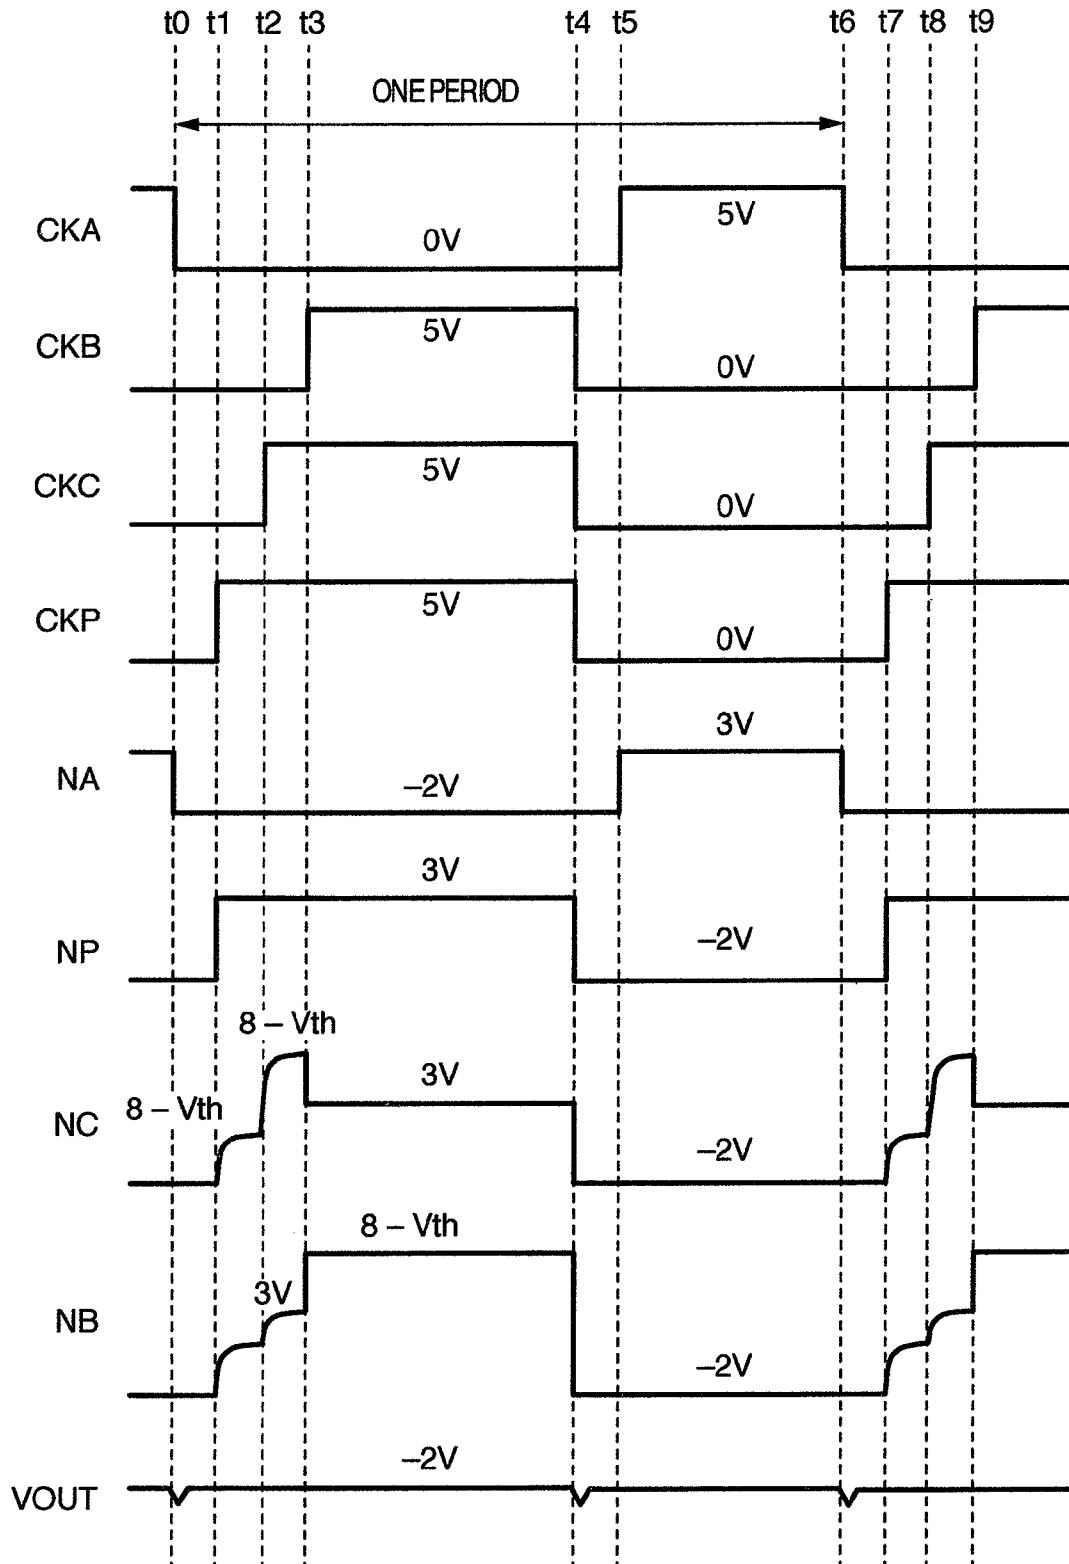 t0 t1 t2 t3 t4 t5 t6 t7 t8 t9
ONE PERIOD
CKA 0V 5V
CKB 5V 0V
CKC 5V 0V
CKP 5V 0V
NA –2V 3V
NP 3V –2V
8 – Vth
8 – Vth
NC 3V –2V
8 – Vth
NB 3V –2V
VOUT –2V